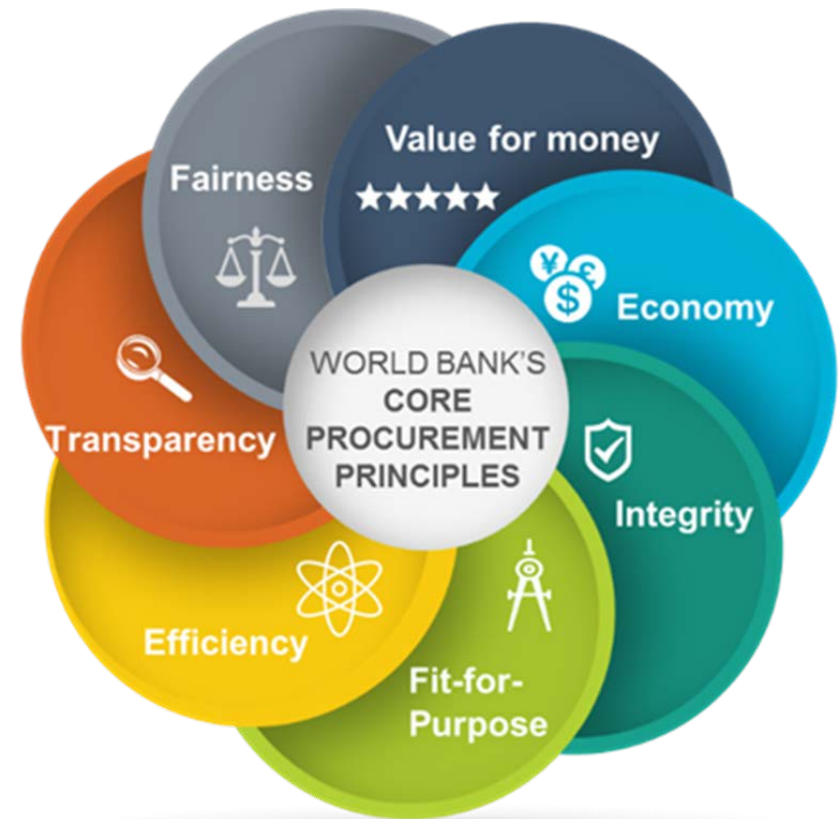 WORLD BANK'S
CORE
PROCUREMENT
PRINCIPLES
Value for money
¥ £
$
Economy
Integrity
Fit-for-
Purpose
Efficiency
Transparency
Fairness